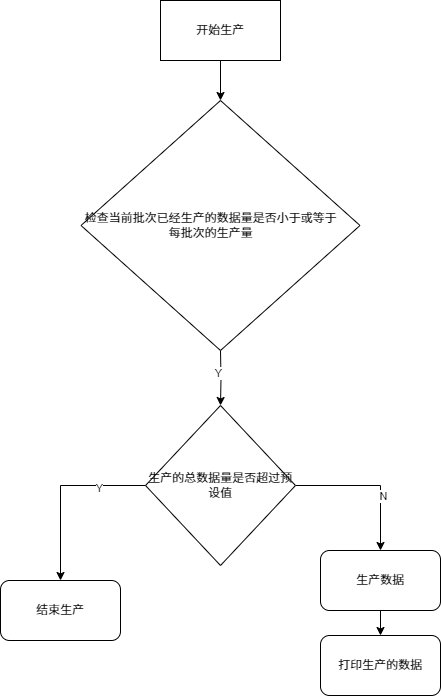 开始生产
检查当前批次已经生产的数据量是否小于或等于
每批次的生产量
Y
生产的总数据量是否超过预
设值
Y
N
生产数据
结束生产
打印生产的数据